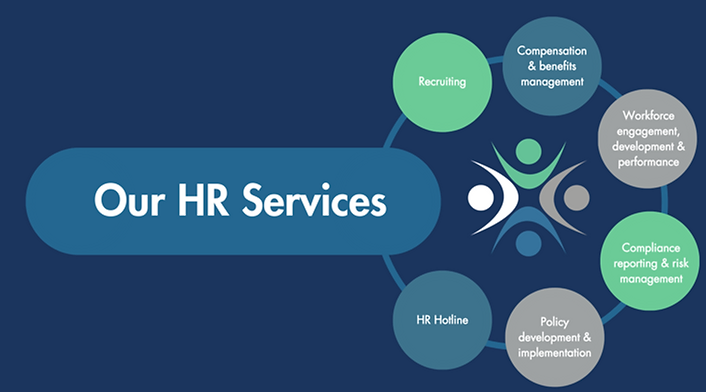 Our HR Services
Recruiting
Compensation
& benefits
management
Workforce
engagement,
development &
performance
Compliance
reporting & risk
management
Policy
development &
implementation
HR Hotline